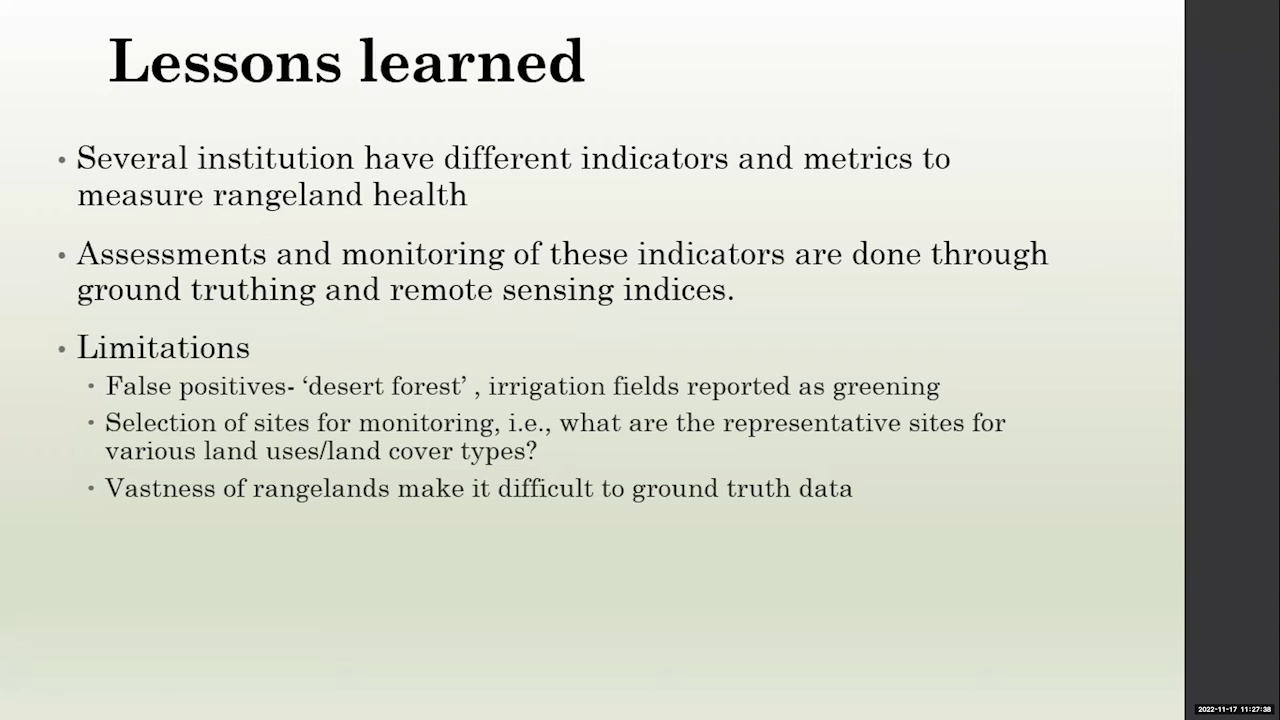 Lessons learned
• Several institution have different indicators and metrics to
measure rangeland health
• Assessments and monitoring of these indicators are done through
ground truthing and remote sensing indices.
• Limitations
• False positives- ‘desert forest’ , irrigation fields reported as greening
• Selection of sites for monitoring, i.e., what are the representative sites for
various land uses/land cover types?
• Vastness of rangelands make it difficult to ground truth data
2022-11-17 11:27:38